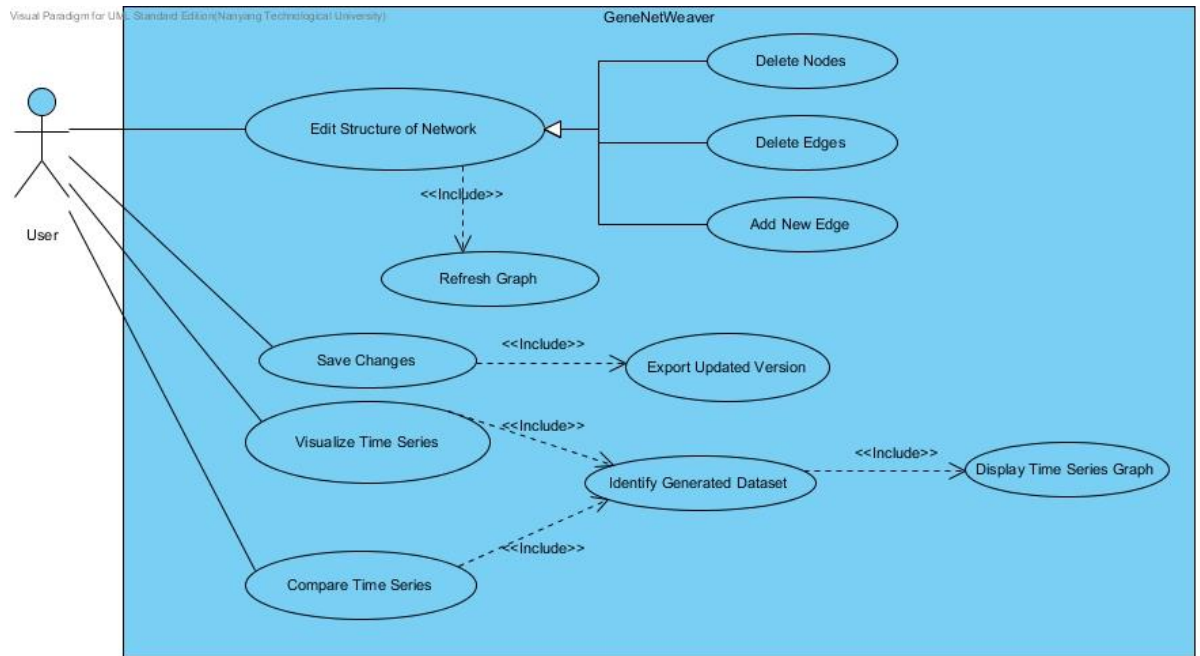 Visual Paradigm for UML Standard Edition(Nanyang Technological University)
GeneNetWeaver
Delete Nodes
Edit Structure of Network
Delete Edges
<<Include>>
Add New Edge
User
Refresh Graph
<<Include>>
Save Changes
Export Updated Version
<<Include>>
Visualize Time Series
<<Include>>
Display Time Series Graph
Identify Generated Dataset
<<Include>>
Compare Time Series